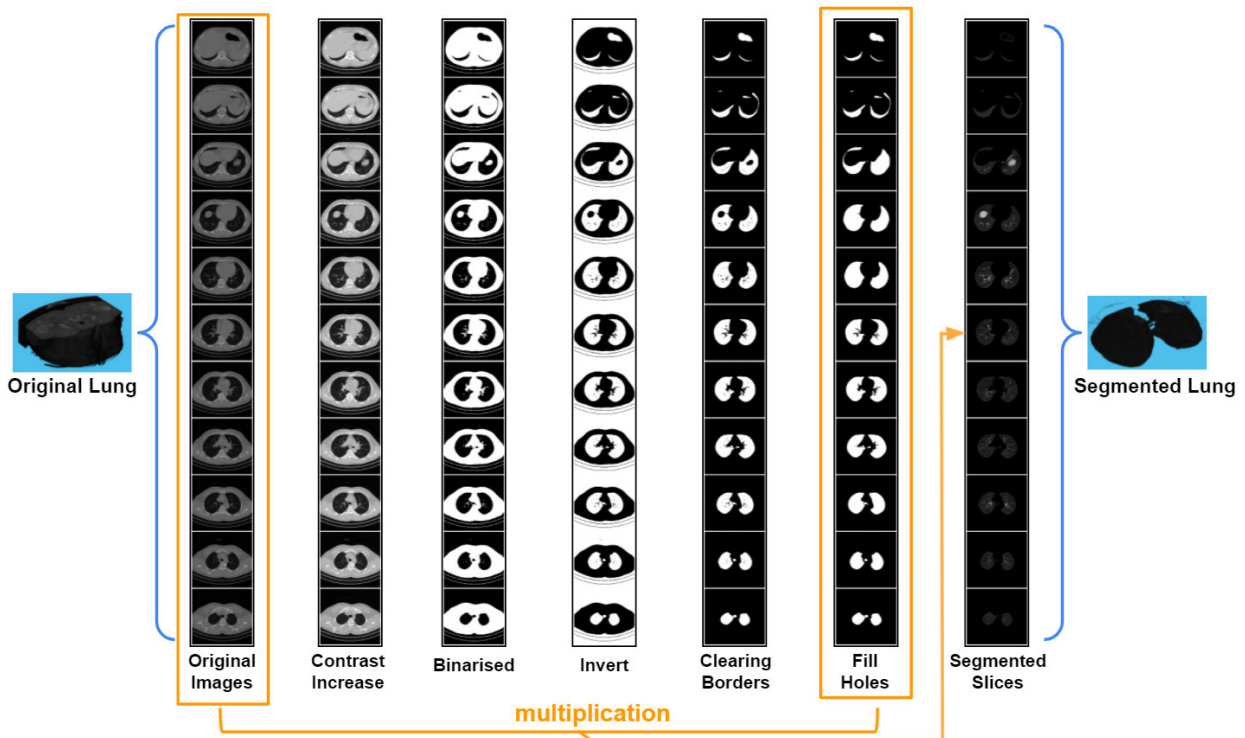 Original Lung
Segmented Lung
Original
Images
Contrast
Increase
Binarised
Invert
Clearing
Borders
Fill
Holes
Segmented
Slices
multiplication